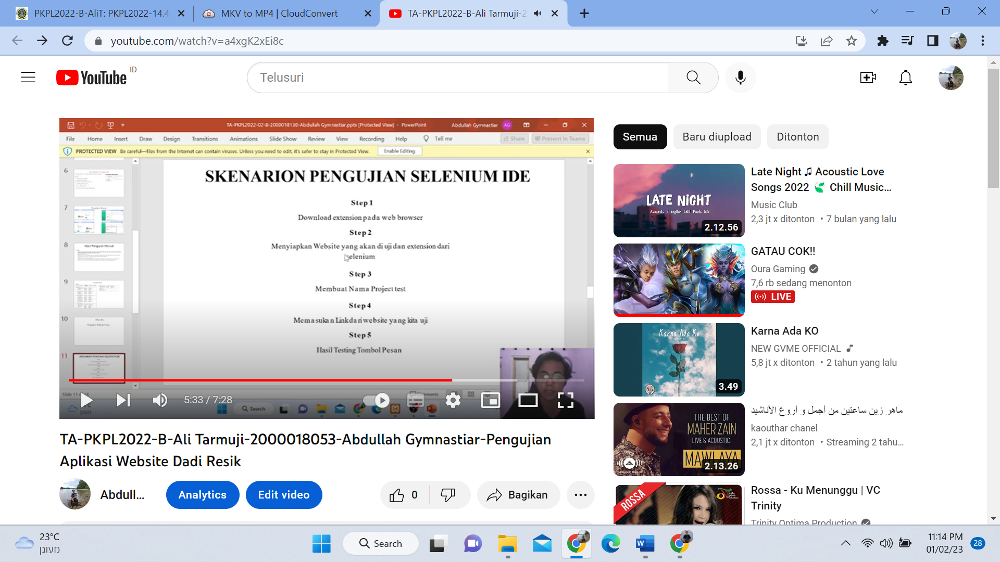 PKPL2022-B-AliT: PKPL2022-14.4.
MKV to MP4 | CloudConvert
TA-PKPL2022-B-Ali Tarmuji-2
youtube.com/watch?v=a4xgK2xEi8c
YouTube
ID
Telusuri
TA-PKPL2022-02-B-2000018130-Abdullah Gymnastiar.pptx [Protected View] - PowerPoint
Abdullah Gymnastiar
AG
File Home Insert Draw Design Transitions Animations Slide Show Review View Recording Help Tell me
Share
Present in Teams
PROTECTED VIEW Be careful—files from the Internet can contain viruses. Unless you need to edit, it's safer to stay in Protected View.
Enable Editing
6
7
8
9
10
11
SKENARION PENGUJIAN SELENIUM IDE
Step 1
Download extension pada web browser
Step 2
Menyiapkan Website yang akan di uji dan extension dari
selenium
Step 3
Membuat Nama Project test
Step 4
Memasukan Link dari website yang kita uji
Step 5
Hasil Testing Tombol Pesan
5:33 / 7:28
Search
TA-PKPL2022-B-Ali Tarmuji-2000018053-Abdullah Gymnastiar-Pengujian
Aplikasi Website Dadi Resik
Abdull...
Analytics
Edit video
0
Bagikan
Semua
Baru diupload
Ditonton
LATE NIGHT
Acoustic / English Chill Music Mix
2.12.56
Late Night ♫ Acoustic Love
Songs 2022 🍃 Chill Music...
Music Club
2,3 jt x ditonton • 7 bulan yang lalu
GATAU COK!!
Oura Gaming
7,6 rb sedang menonton
LIVE
Karna Ada Ko
3.49
Karna Ada KO
NEW GVME OFFICIAL
5,8 jt x ditonton • 2 tahun yang lalu
THE BEST OF
MAHER ZAIN
LIVE & ACOUSTIC
MAWLAYA
2.13.26
ماهر زين ساعتين من أجمل و أروع الأناشيد
kaouthar chanel
2,1 jt x ditonton • Streaming 2 tahu...
ROSSA
Rossa - Ku Menunggu | VC
Trinity
Trinity Optima Production
23°C
מעונן
Search
11:14 PM
01/02/23
28